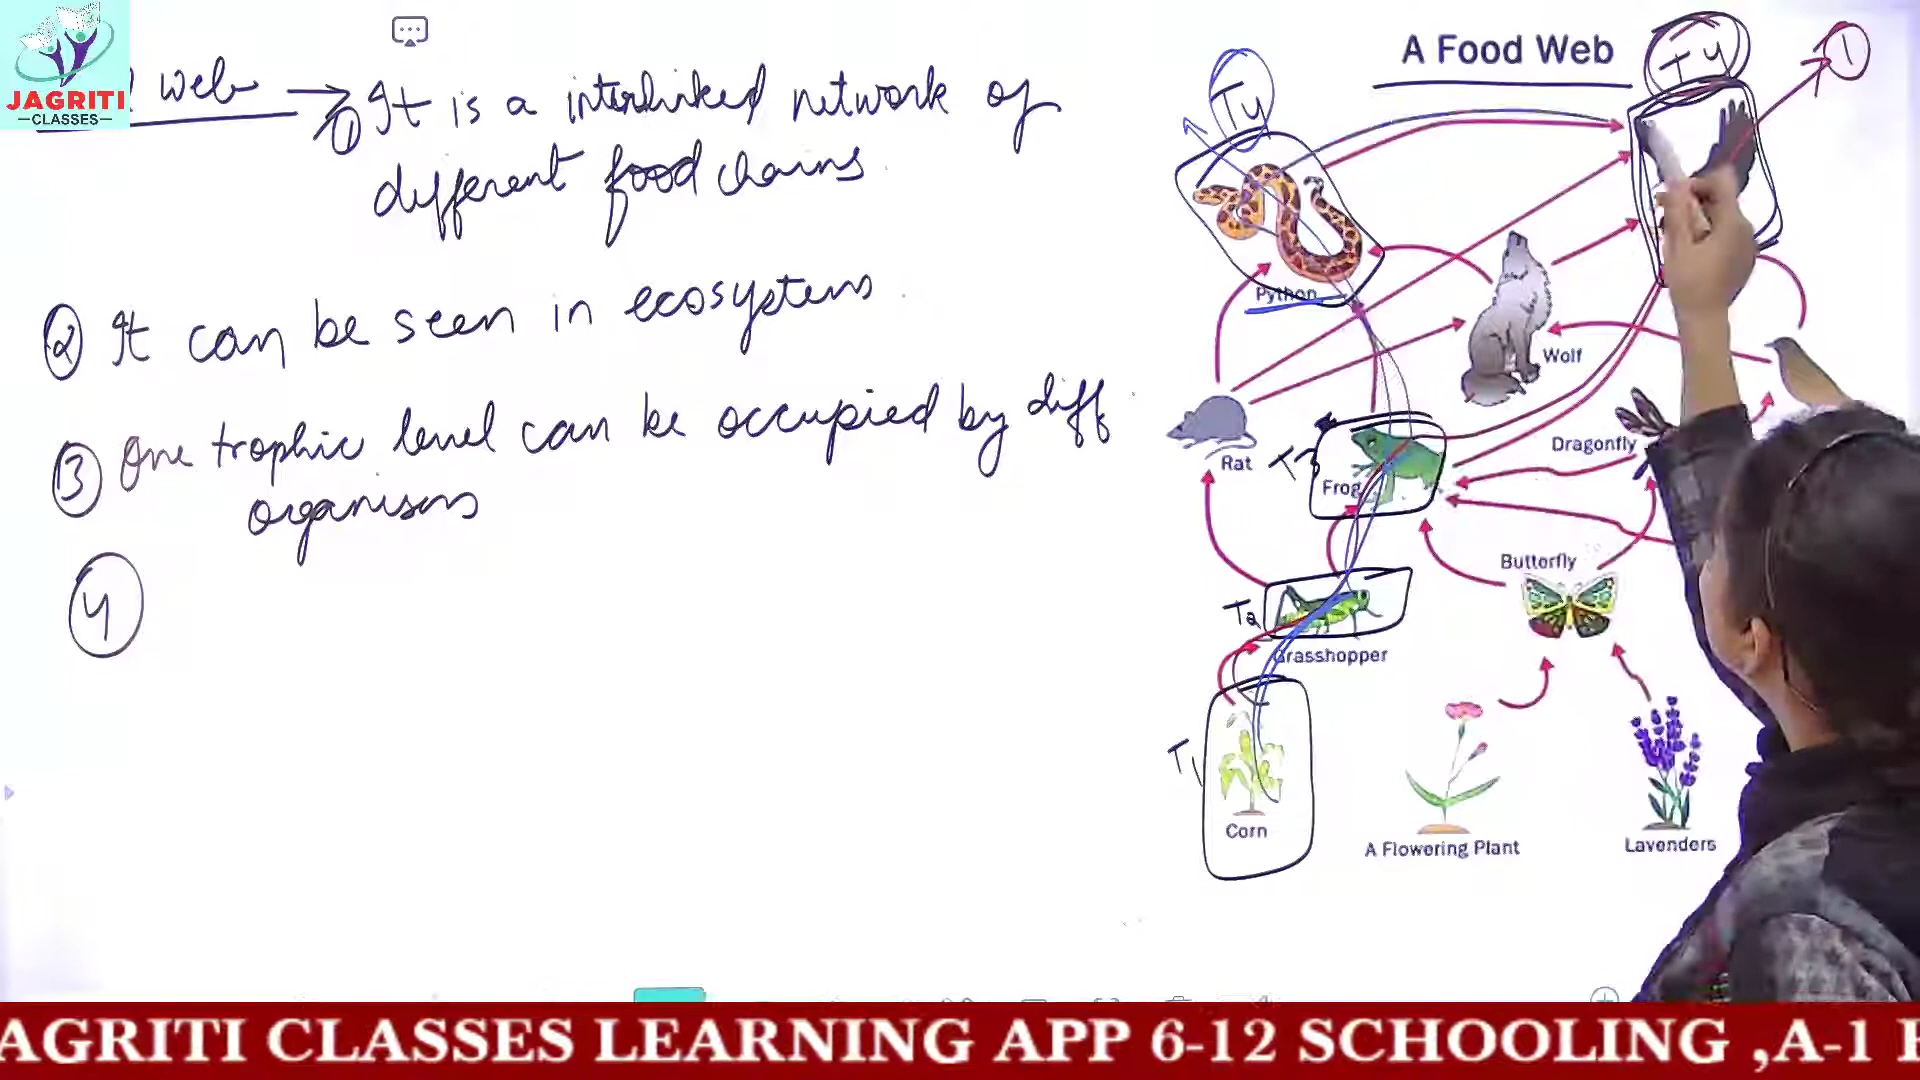 JAGRITI
—CLASSES—
web → ① It is a interlinked network of
different food chains
② It can be seen in ecosystems.
③ One trophic level can be occupied by diff
organisms
④
A Food Web
T4
T4
①
Python
Wolf
Rat
T3
Frog
Dragonfly
Butterfly
T2
Grasshopper
T1
Corn
A Flowering Plant
Lavenders
AGRITI CLASSES LEARNING APP 6-12 SCHOOLING ,A-1